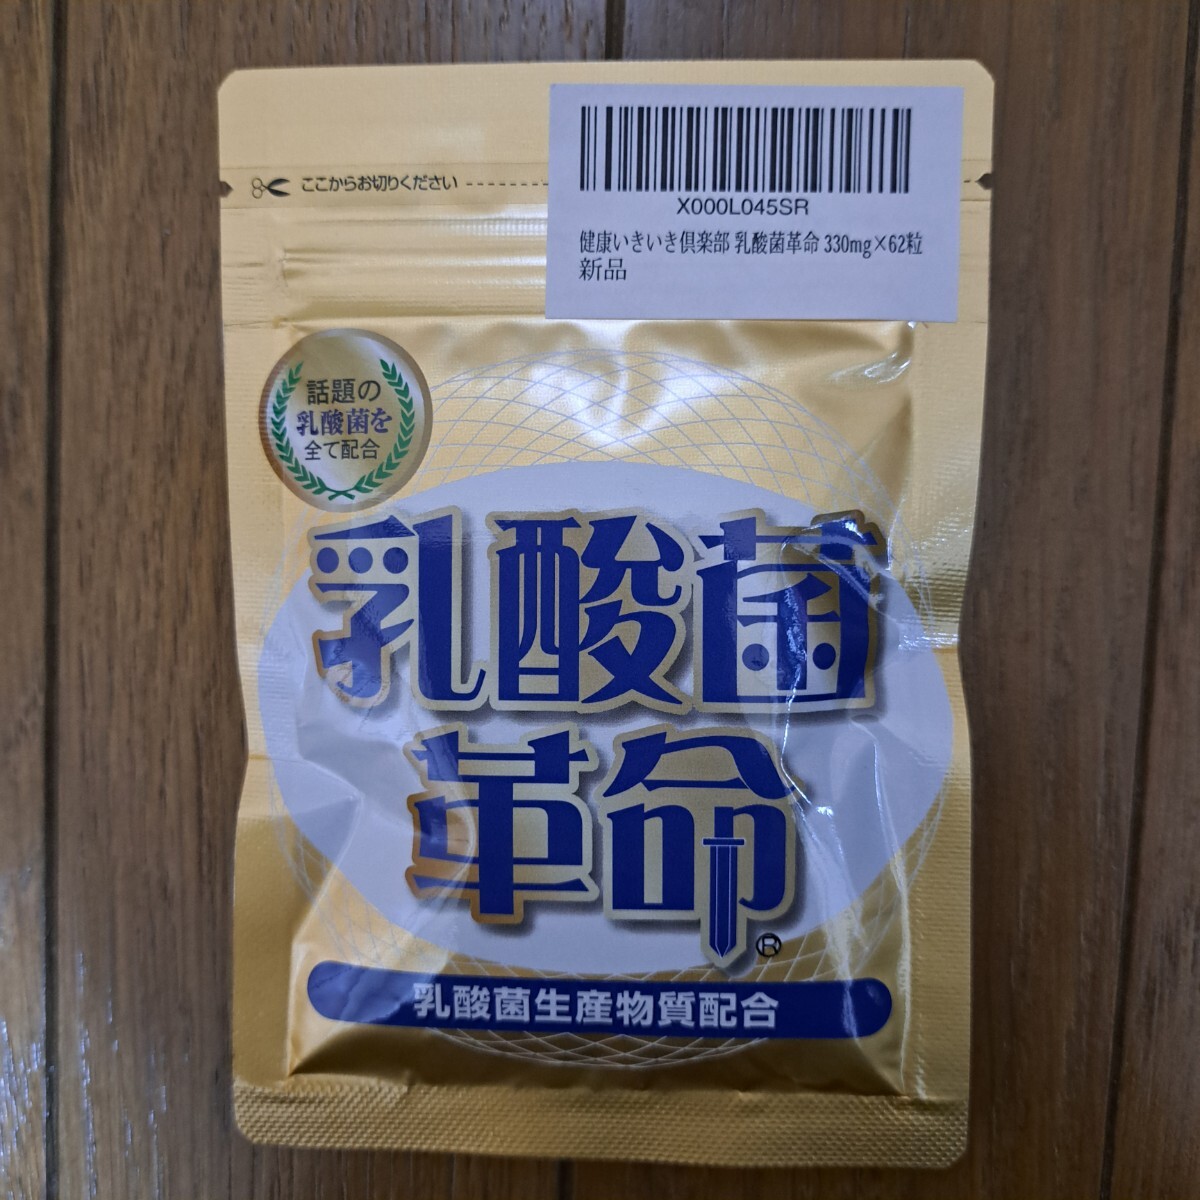 ここからお切りください
X000L045SR
健康いきいき倶楽部 乳酸菌革命 330mg×62粒
新品
話題の
乳酸菌を
全て配合
乳酸菌
革命®
乳酸菌生産物質配合